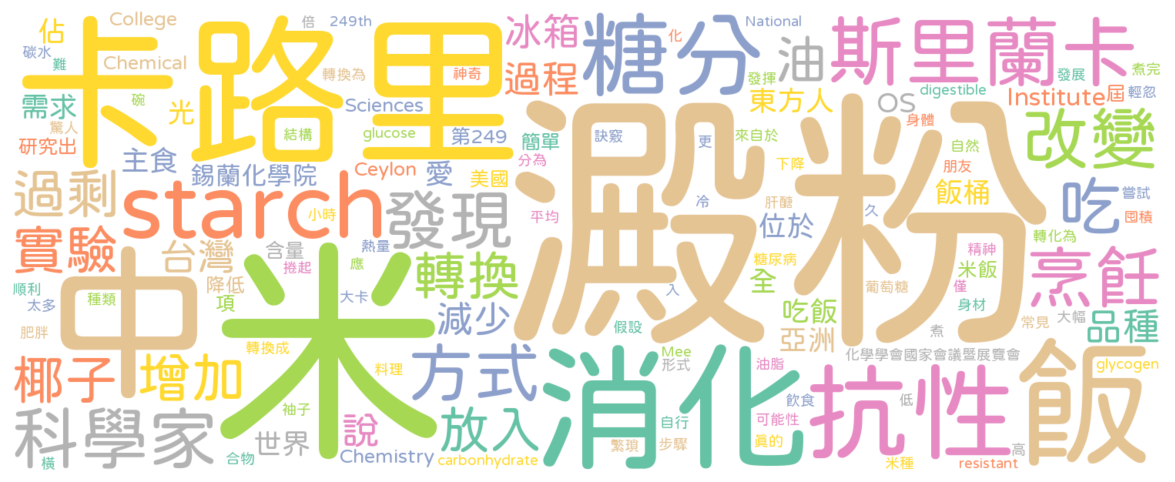 卡路里
澱粉
米
中
starch
消化
抗性
飯
糖分
斯里蘭卡
改變
吃
烹飪
科學家
椰子
增加
方式
放入
發現
轉換
實驗
過剩
台灣
減少
冰箱
過程
油
東方人
OS
Institute
屆
飯桶
位於
全
吃飯
亞洲
品種
世界
說
Chemistry
佔
College
Chemical
需求
光
主食
錫蘭化學院
Ceylon
愛
美國
簡單
第249
Sciences
glucose
結構
神奇
轉換為
249th
倍
碳水
難
碗
驚人
研究出
National
化
發揮
digestible
發展
煮完
輕忽
身體
訣竅
更
來自於
自然
分為
下降
朋友
嘗試
囤積
平均
冷
肝醣
久
小時
含量
降低
項
捲起
熱量
應
大卡
種類
順利
太多
肥胖
轉換成
料理
袖子
合物
橫
carbonhydrate
入
假設
糖尿病
葡萄糖
精神
米飯
僅
身材
轉化為
常見
大幅
煮
化學學會國家會議暨展覽會
Mee
形式
油脂
飲食
低
自行
可能性
步驟
繁瑣
真的
米種
高
resistant
glycogen